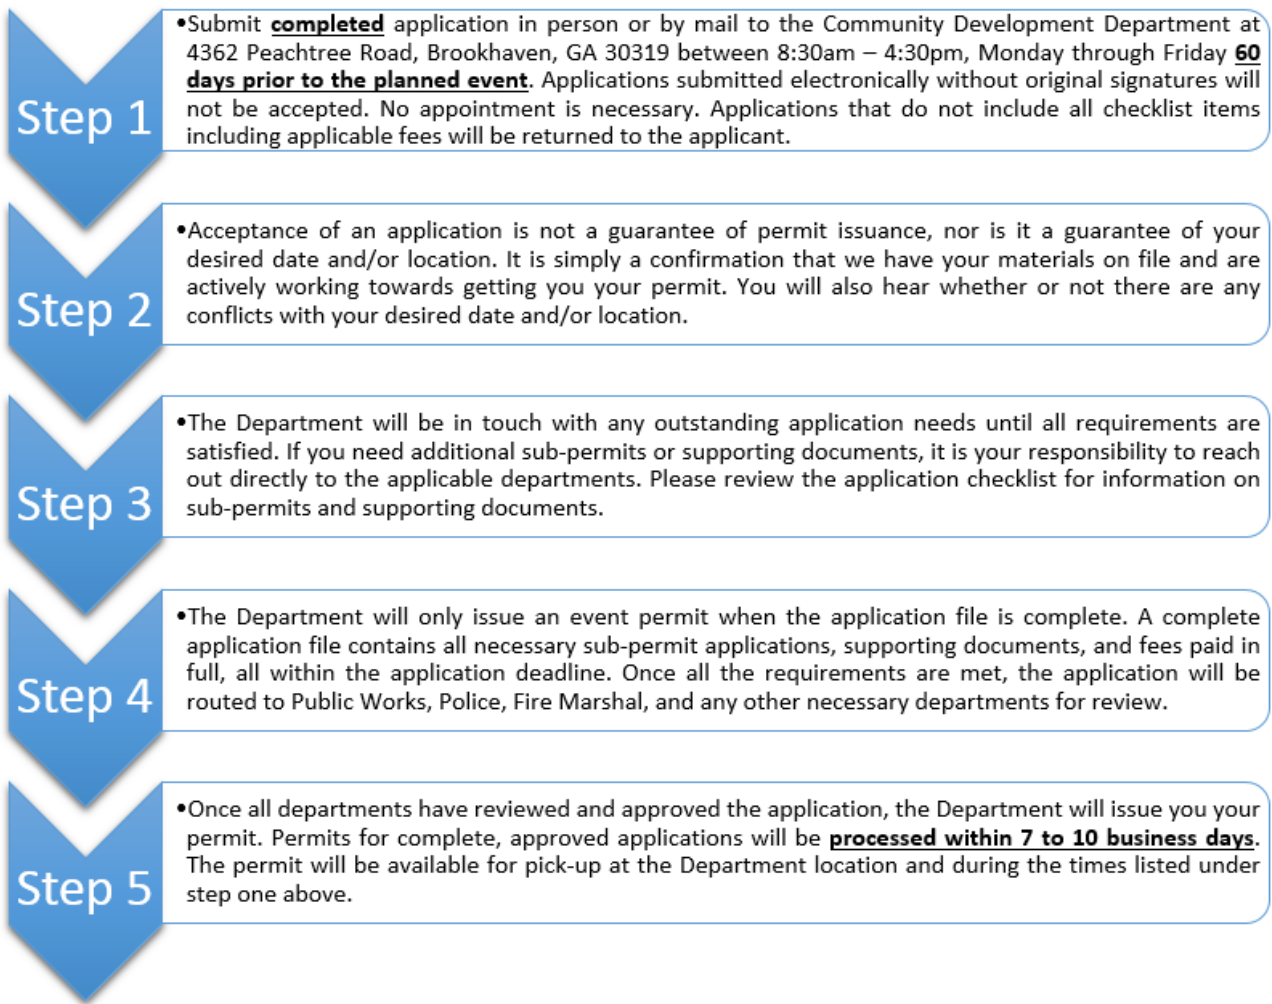 Step 1
•Submit completed application in person or by mail to the Community Development Department at
4362 Peachtree Road, Brookhaven, GA 30319 between 8:30am – 4:30pm, Monday through Friday 60
days prior to the planned event. Applications submitted electronically without original signatures will
not be accepted. No appointment is necessary. Applications that do not include all checklist items
including applicable fees will be returned to the applicant.
Step 2
•Acceptance of an application is not a guarantee of permit issuance, nor is it a guarantee of your
desired date and/or location. It is simply a confirmation that we have your materials on file and are
actively working towards getting you your permit. You will also hear whether or not there are any
conflicts with your desired date and/or location.
Step 3
•The Department will be in touch with any outstanding application needs until all requirements are
satisfied. If you need additional sub-permits or supporting documents, it is your responsibility to reach
out directly to the applicable departments. Please review the application checklist for information on
sub-permits and supporting documents.
Step 4
•The Department will only issue an event permit when the application file is complete. A complete
application file contains all necessary sub-permit applications, supporting documents, and fees paid in
full, all within the application deadline. Once all the requirements are met, the application will be
routed to Public Works, Police, Fire Marshal, and any other necessary departments for review.
Step 5
•Once all departments have reviewed and approved the application, the Department will issue you your
permit. Permits for complete, approved applications will be processed within 7 to 10 business days.
The permit will be available for pick-up at the Department location and during the times listed under
step one above.